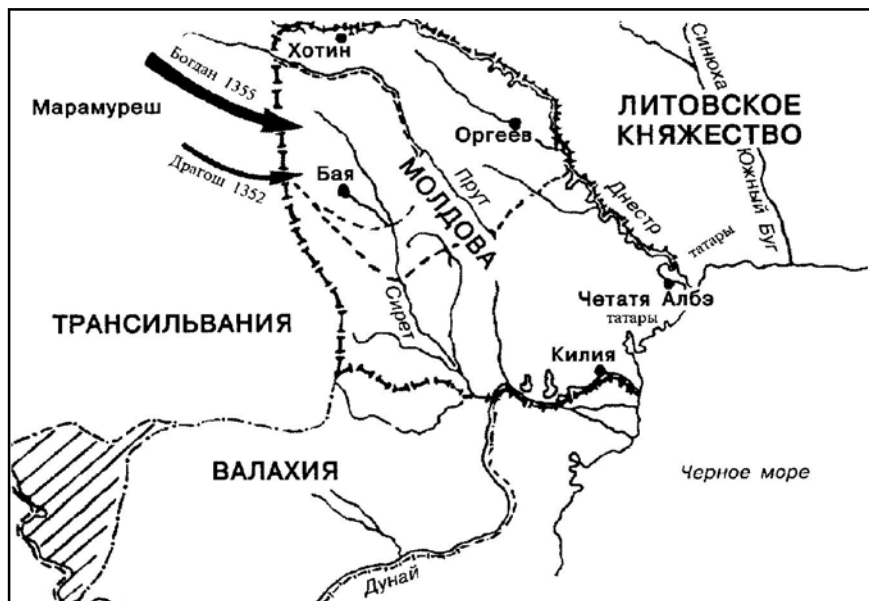 Хотин
Богдан 1355
Марамуреш
Драгош 1352
Бая
Оргеев
ЛИТОВСКОЕ
КНЯЖЕСТВО
Синюха
Южный Буг
МОЛДОВА
Прут
Днестр
татары
Четатя Албэ
татары
Сирет
ТРАНСИЛЬВАНИЯ
Килия
ВАЛАХИЯ
Черное море
Дунай